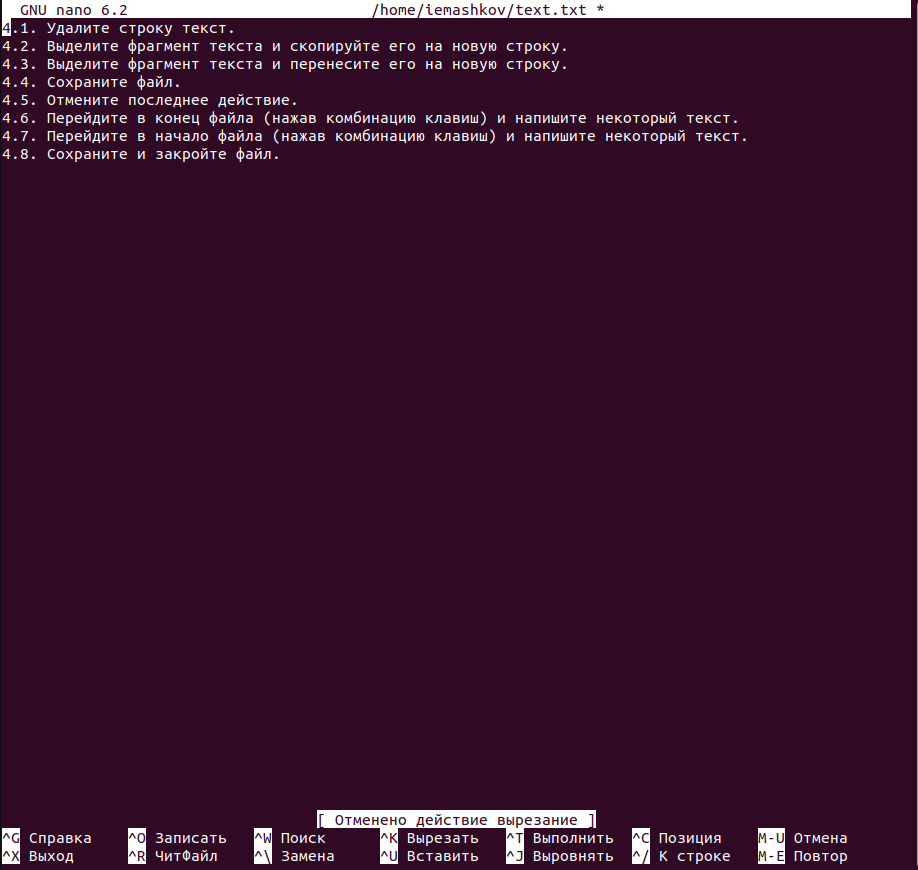 GNU nano 6.2 /home/iemashkov/text.txt *
4.1. Удалите строку текст.
4.2. Выделите фрагмент текста и скопируйте его на новую строку.
4.3. Выделите фрагмент текста и перенесите его на новую строку.
4.4. Сохраните файл.
4.5. Отмените последнее действие.
4.6. Перейдите в конец файла (нажав комбинацию клавиш) и напишите некоторый текст.
4.7. Перейдите в начало файла (нажав комбинацию клавиш) и напишите некоторый текст.
4.8. Сохраните и закройте файл.
[ Отменено действие вырезание ]
^G Справка ^O Записать ^W Поиск ^K Вырезать ^T Выполнить ^C Позиция M-U Отмена
^X Выход ^R ЧитФайл ^\ Замена ^U Вставить ^J Выровнять ^/ К строке M-E Повтор